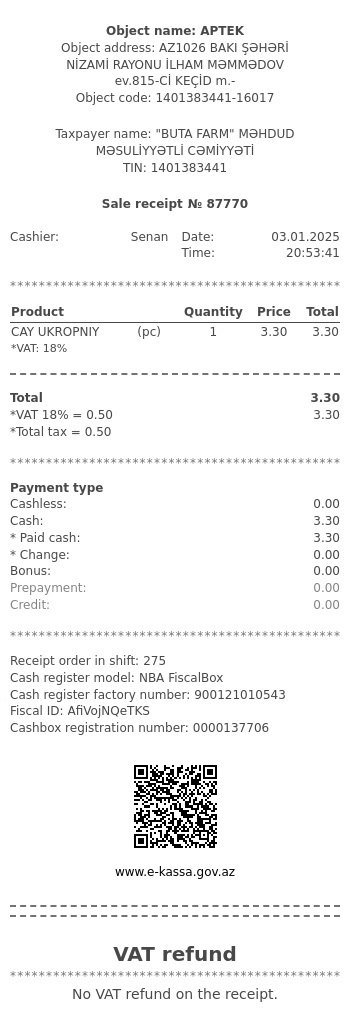 Object name: APTEK
Object address: AZ1026 BAKI ŞƏHƏRİ
NİZAMİ RAYONU İLHAM MƏMMƏDOV
ev.815-Cİ KEÇİD m.-
Object code: 1401383441-16017
Taxpayer name: "BUTA FARM" MƏHDUD
MƏSULİYYƏTLİ CƏMİYYƏTİ
TIN: 1401383441
Sale receipt № 87770
Cashier: Senan Date: 03.01.2025
Time: 20:53:41
********************************************
Product Quantity Price Total
CAY UKROPNIY (pc) 1 3.30 3.30
*VAT: 18%
Total 3.30
*VAT 18% = 0.50 3.30
*Total tax = 0.50
********************************************
Payment type
Cashless: 0.00
Cash: 3.30
* Paid cash: 3.30
* Change: 0.00
Bonus: 0.00
Prepayment: 0.00
Credit: 0.00
********************************************
Receipt order in shift: 275
Cash register model: NBA FiscalBox
Cash register factory number: 900121010543
Fiscal ID: AfiVojNQeTKS
Cashbox registration number: 0000137706
www.e-kassa.gov.az
VAT refund
********************************************
No VAT refund on the receipt.